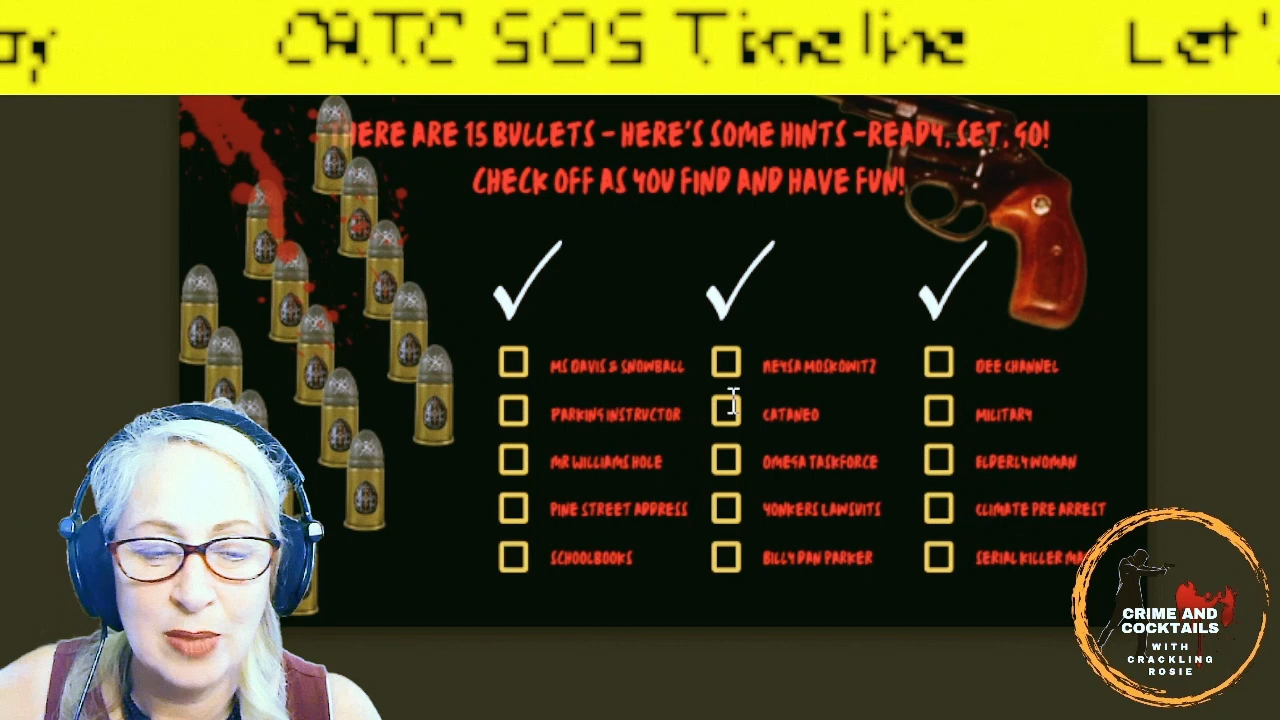 CATC SOS Timeline Let'
HERE ARE 15 BULLETS - HERE'S SOME HINTS - READY, SET, GO!
CHECK OFF AS YOU FIND AND HAVE FUN!
MS DAVIS & SNOWBALL
NEYSA MOSKOWITZ
DEE CHANNEL
PARKING INSTRUCTOR
CATANEO
MILITARY
MR WILLIAMS HOLE
OMEGA TASKFORCE
ELDERLY WOMAN
PINE STREET ADDRESS
YONKERS LAWSUITS
CLIMATE PRE ARREST
SCHOOLBOOKS
BILLY DAN PARKER
SERIAL KILLER
CRIME AND
COCKTAILS
WITH
CRACKLING
ROSIE